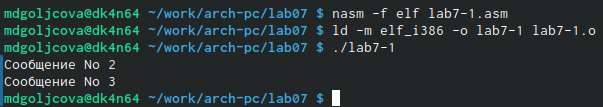 mdgoljcova@dk4n64 ~/work/arch-pc/lab07 $ nasm -f elf lab7-1.asm
mdgoljcova@dk4n64 ~/work/arch-pc/lab07 $ ld -m elf_i386 -o lab7-1 lab7-1.o
mdgoljcova@dk4n64 ~/work/arch-pc/lab07 $ ./lab7-1
Сообщение No 2
Сообщение No 3
mdgoljcova@dk4n64 ~/work/arch-pc/lab07 $